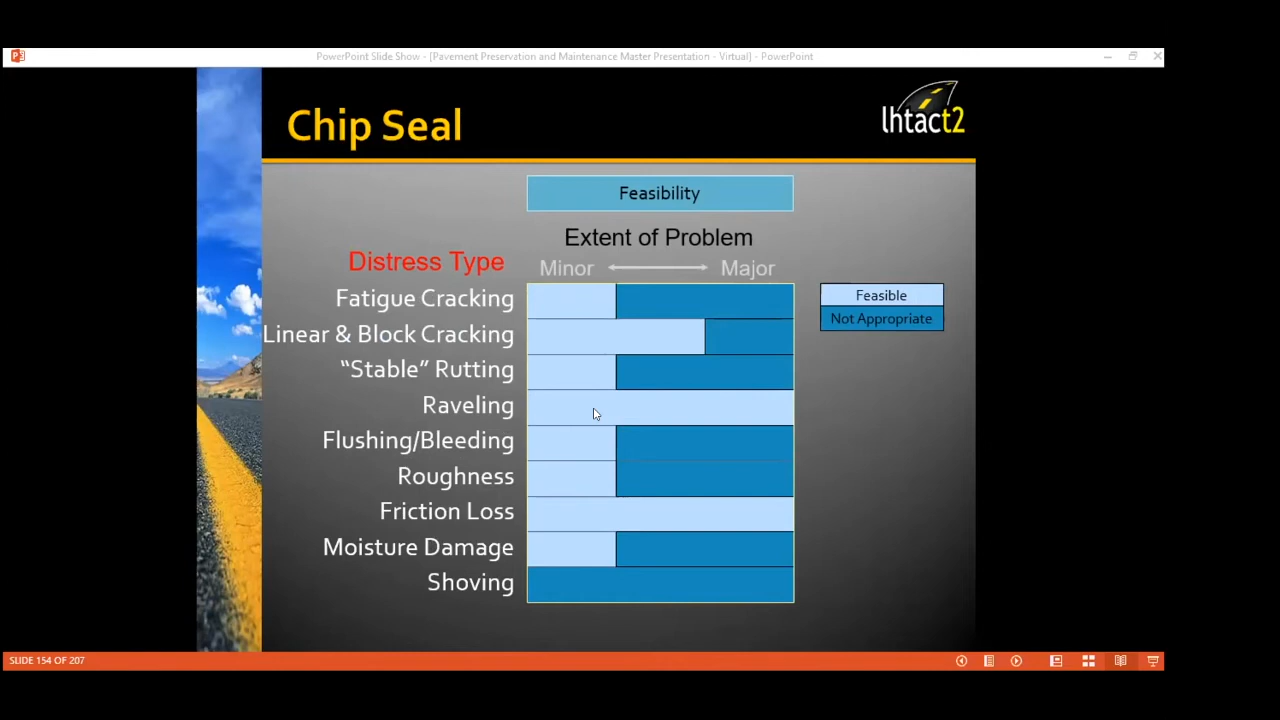 PowerPoint Slide Show - [Pavement Preservation and Maintenance Master Presentation - Virtual] - PowerPoint
Chip Seal
lhtact2
Feasibility
Extent of Problem
Distress Type
Minor Major
Fatigue Cracking
Feasible
Not Appropriate
Linear & Block Cracking
“Stable” Rutting
Raveling
Flushing/Bleeding
Roughness
Friction Loss
Moisture Damage
Shoving
SLIDE 154 OF 207